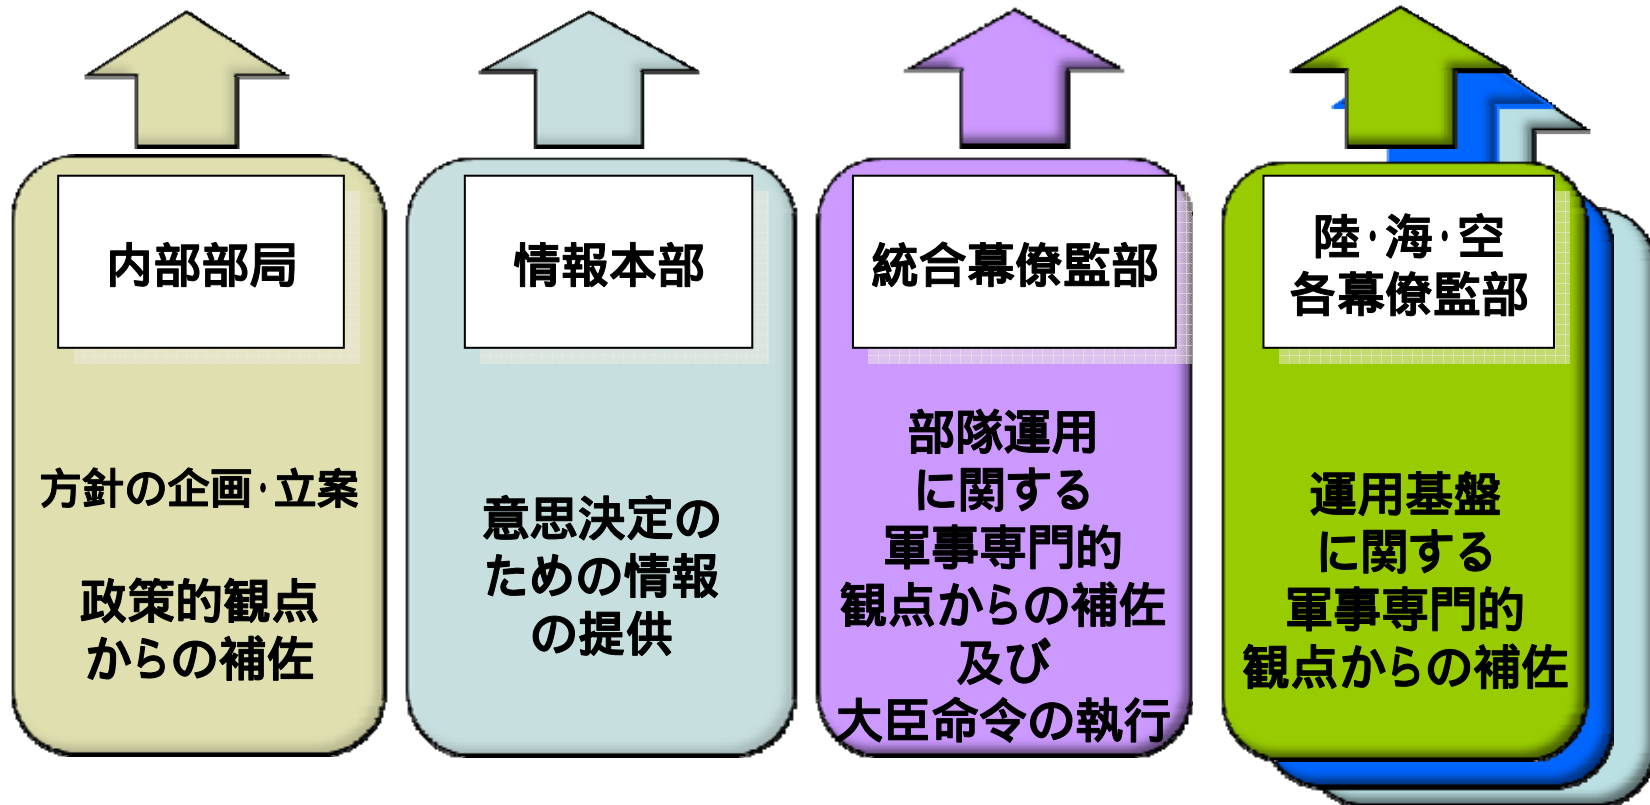 内部部局
方針の企画・立案
政策的観点
からの補佐
情報本部
意思決定の
ための情報
の提供
統合幕僚監部
部隊運用
に関する
軍事専門的
観点からの補佐
及び
大臣命令の執行
陸・海・空
各幕僚監部
運用基盤
に関する
軍事専門的
観点からの補佐